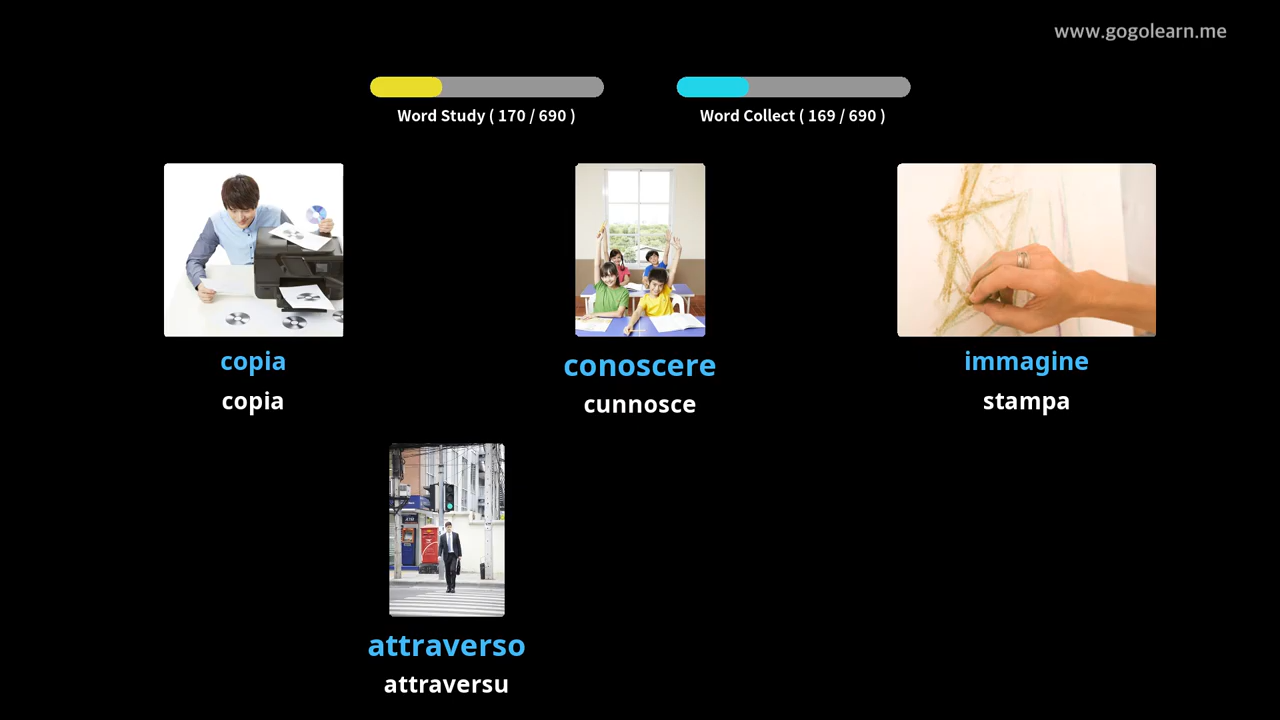 www.gogolearn.me
Word Study ( 170 / 690 )
Word Collect ( 169 / 690 )
copia
copia
conoscere
cunnosce
immagine
stampa
attraverso
attraversu